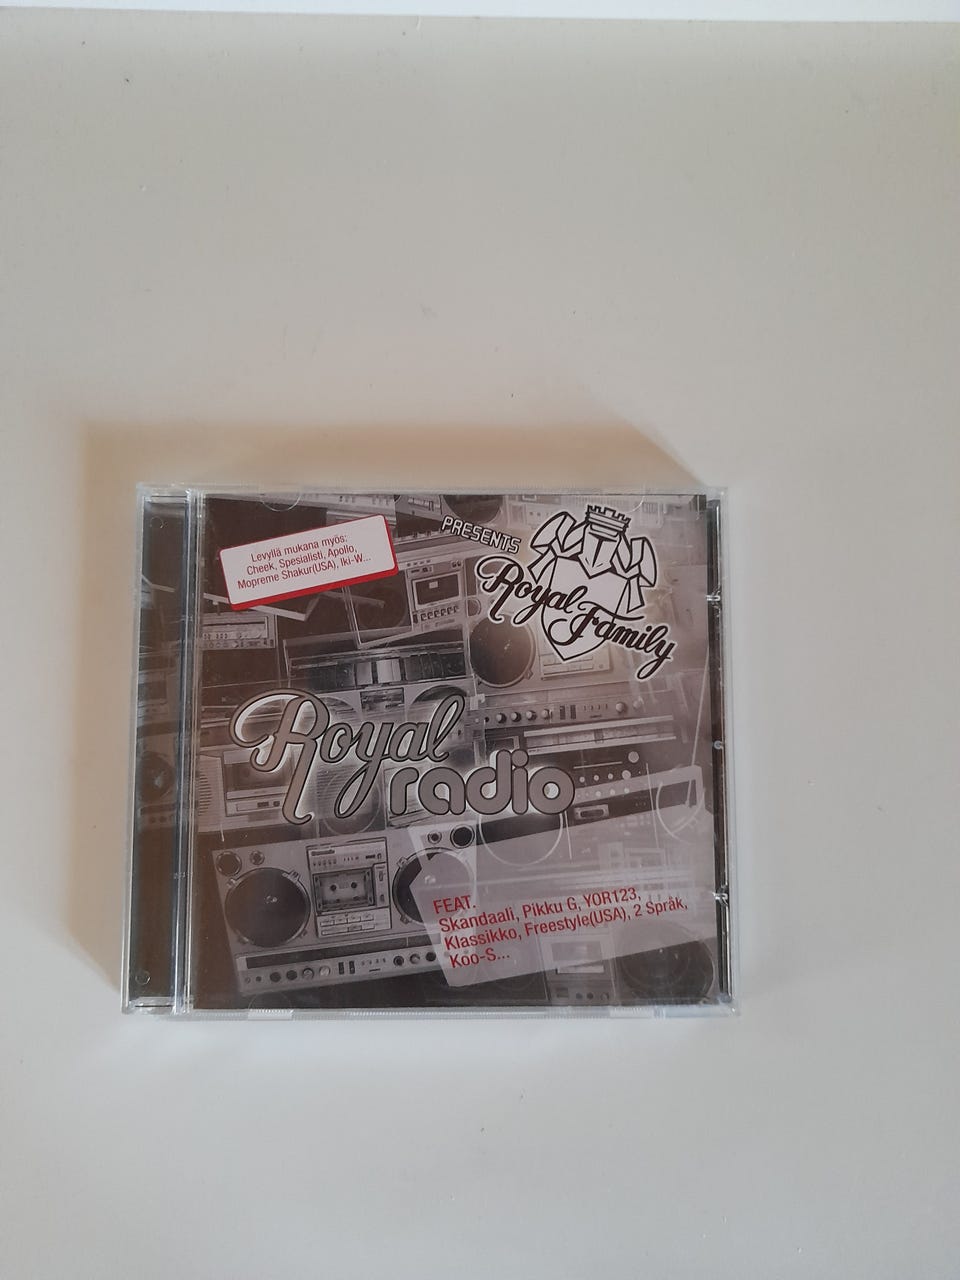 Levyllä mukana myös:
Cheek, Spesialisti, Apollo,
Mopreme Shakur(USA), Iki-W...
PRESENTS
Royal Family
Royal
radio
FEAT.
Skandaali, Pikku G, YOR123,
Klassikko, Freestyle(USA), 2 Språk,
Koo-S...